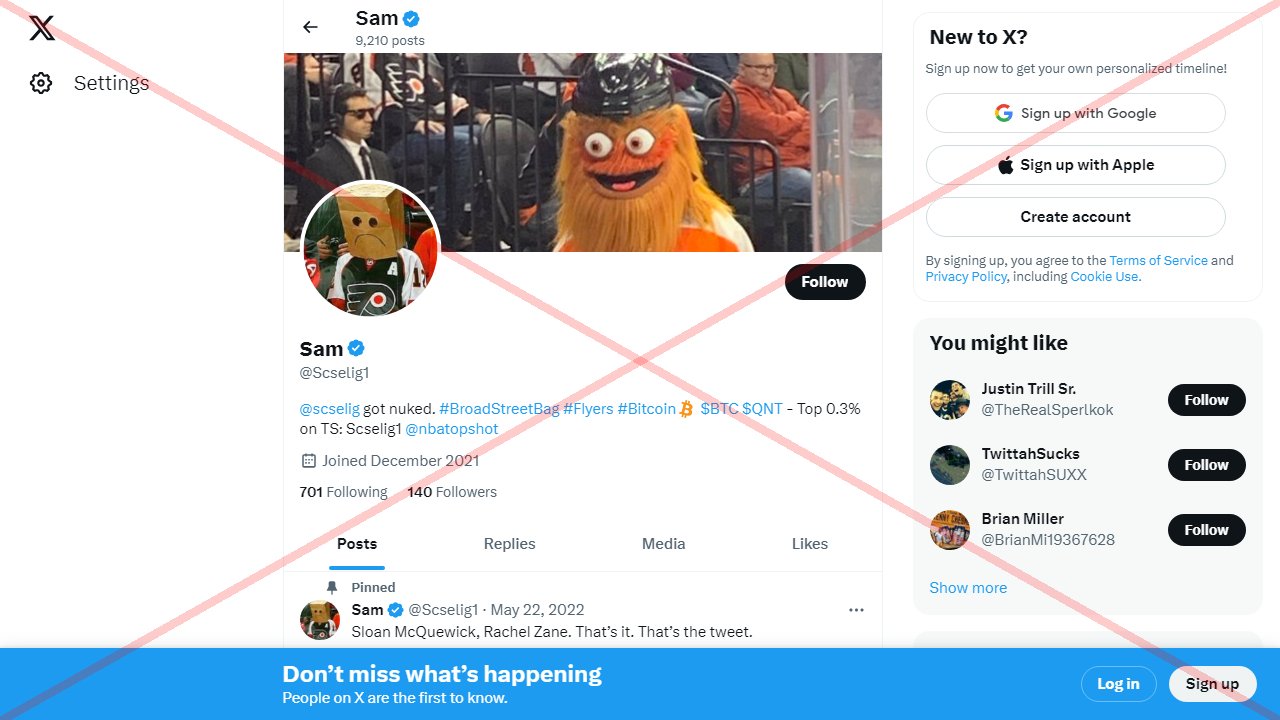 Sam
9,210 posts
Settings
Follow
Sam
@Scselig1
@scselig got nuked. #BroadStreetBag #Flyers #Bitcoin $BTC $QNT - Top 0.3%
on TS: Scselig1 @nbatopshot
Joined December 2021
701 Following 140 Followers
Posts Replies Media Likes
Pinned
Sam @Scselig1 · May 22, 2022
Sloan McQuewick, Rachel Zane. That’s it. That’s the tweet.
New to X?
Sign up now to get your own personalized timeline!
Sign up with Google
Sign up with Apple
Create account
By signing up, you agree to the Terms of Service and
Privacy Policy, including Cookie Use.
You might like
Justin Trill Sr.
@TheRealSperlkok
Follow
TwittahSucks
@TwittahSUXX
Follow
Brian Miller
@BrianMi19367628
Follow
Show more
Don’t miss what’s happening
People on X are the first to know.
Log in
Sign up